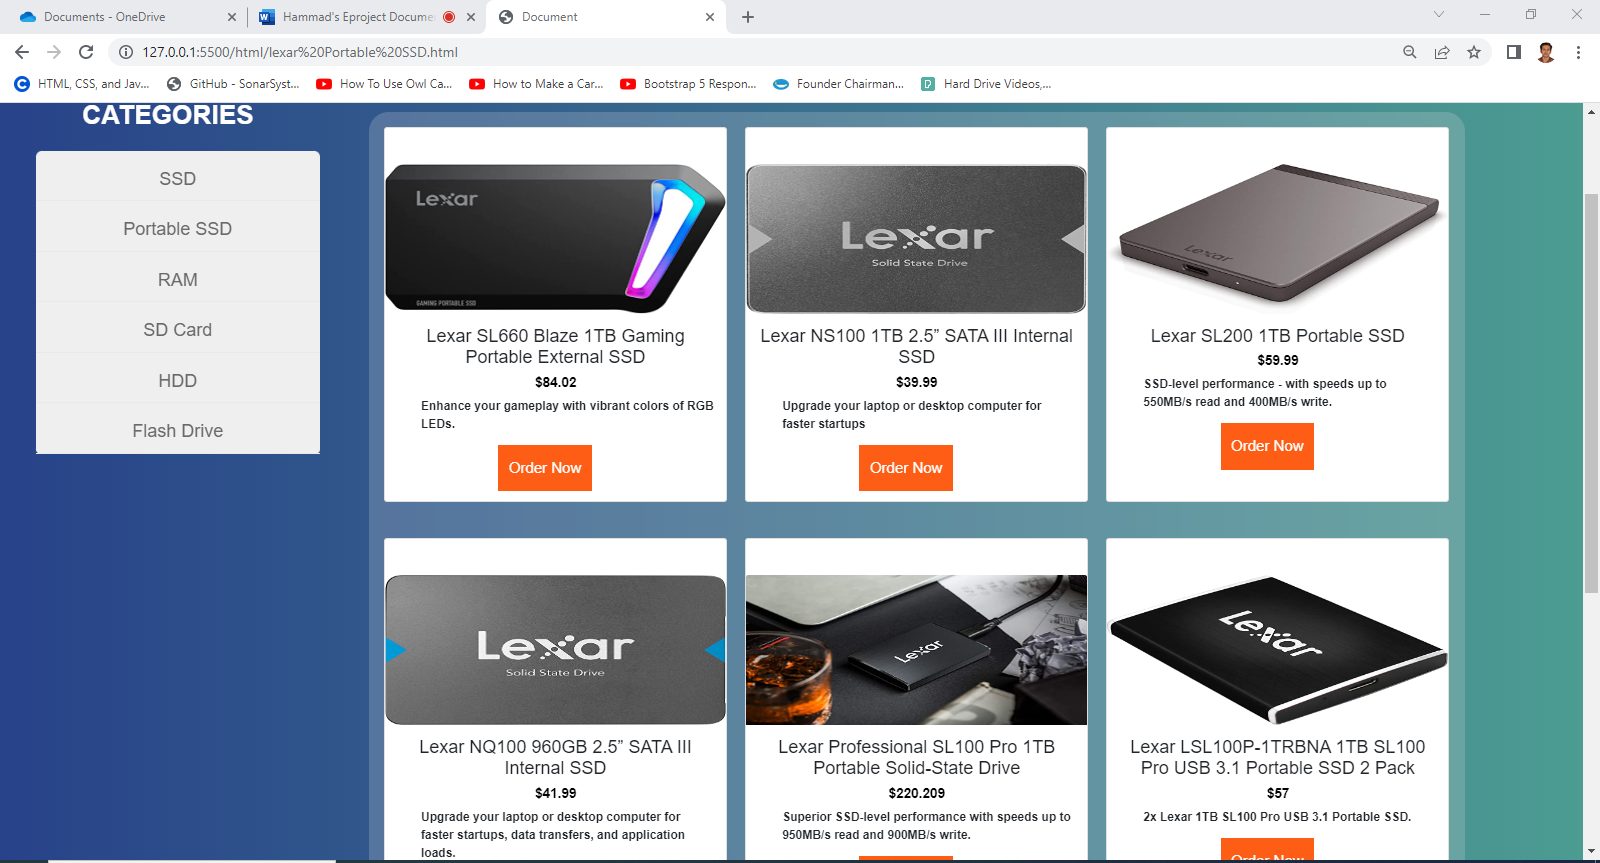 Documents - OneDrive
Hammad's Eproject Docume
Document
127.0.0.1:5500/html/lexar%20Portable%20SSD.html
HTML, CSS, and Jav...
GitHub - SonarSyst...
How To Use Owl Ca...
How to Make a Car...
Bootstrap 5 Respon...
Founder Chairman...
Hard Drive Videos,...
CATEGORIES
SSD
Portable SSD
RAM
SD Card
HDD
Flash Drive
Lexar
GAMING PORTABLE SSD
Lexar SL660 Blaze 1TB Gaming
Portable External SSD
$84.02
Enhance your gameplay with vibrant colors of RGB
LEDs.
Order Now
Lexar
Solid State Drive
Lexar NS100 1TB 2.5” SATA III Internal
SSD
$39.99
Upgrade your laptop or desktop computer for
faster startups
Order Now
Lexar
Lexar SL200 1TB Portable SSD
$59.99
SSD-level performance - with speeds up to
550MB/s read and 400MB/s write.
Order Now
Lexar
Solid State Drive
Lexar NQ100 960GB 2.5” SATA III
Internal SSD
$41.99
Upgrade your laptop or desktop computer for
faster startups, data transfers, and application
loads.
Lexar
Lexar Professional SL100 Pro 1TB
Portable Solid-State Drive
$220.209
Superior SSD-level performance with speeds up to
950MB/s read and 900MB/s write.
Lexar
Lexar LSL100P-1TRBNA 1TB SL100
Pro USB 3.1 Portable SSD 2 Pack
$57
2x Lexar 1TB SL100 Pro USB 3.1 Portable SSD.
Order Now